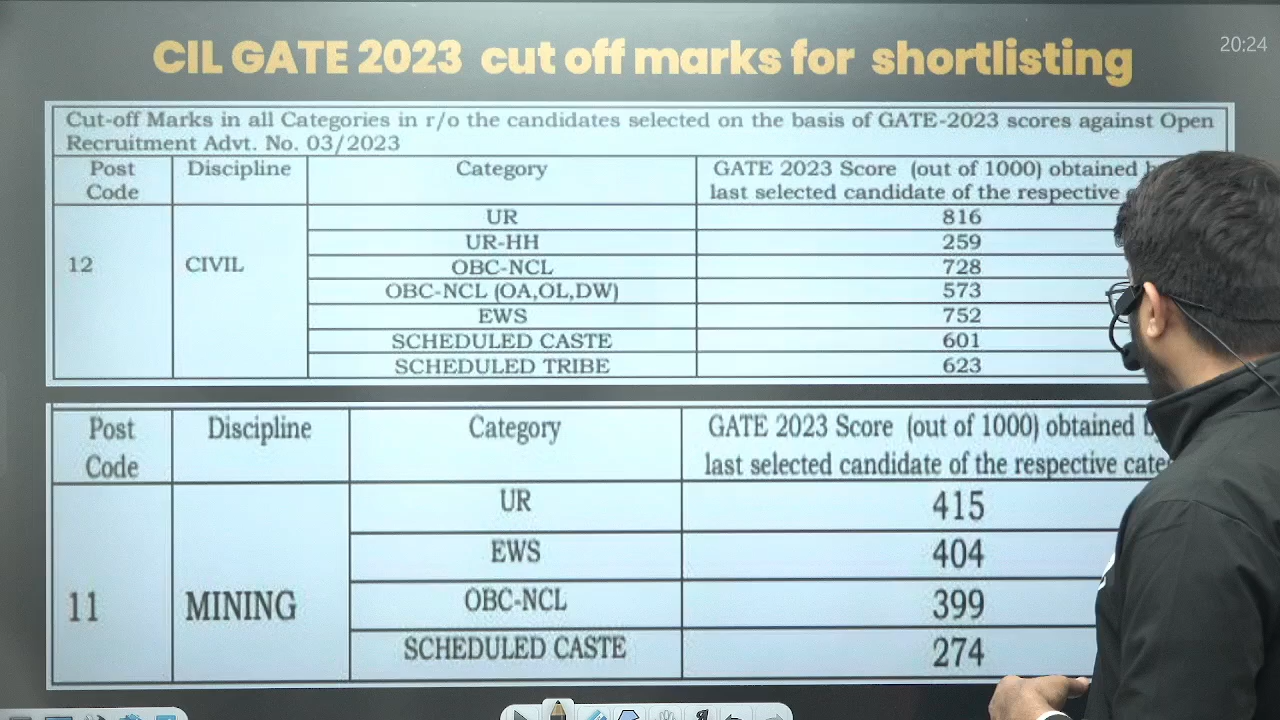 CIL GATE 2023 cut off marks for shortlisting
20:24
Cut-off Marks in all Categories in r/o the candidates selected on the basis of GATE-2023 scores against Open
Recruitment Advt. No. 03/2023
Post Code Discipline Category GATE 2023 Score (out of 1000) obtained
last selected candidate of the respective
UR 816
UR-HH 259
12 CIVIL OBC-NCL 728
OBC-NCL (OA,OL,DW) 573
EWS 752
SCHEDULED CASTE 601
SCHEDULED TRIBE 623
Post Code Discipline Category GATE 2023 Score (out of 1000) obtained
last selected candidate of the respective
UR 415
EWS 404
11 MINING OBC-NCL 399
SCHEDULED CASTE 274